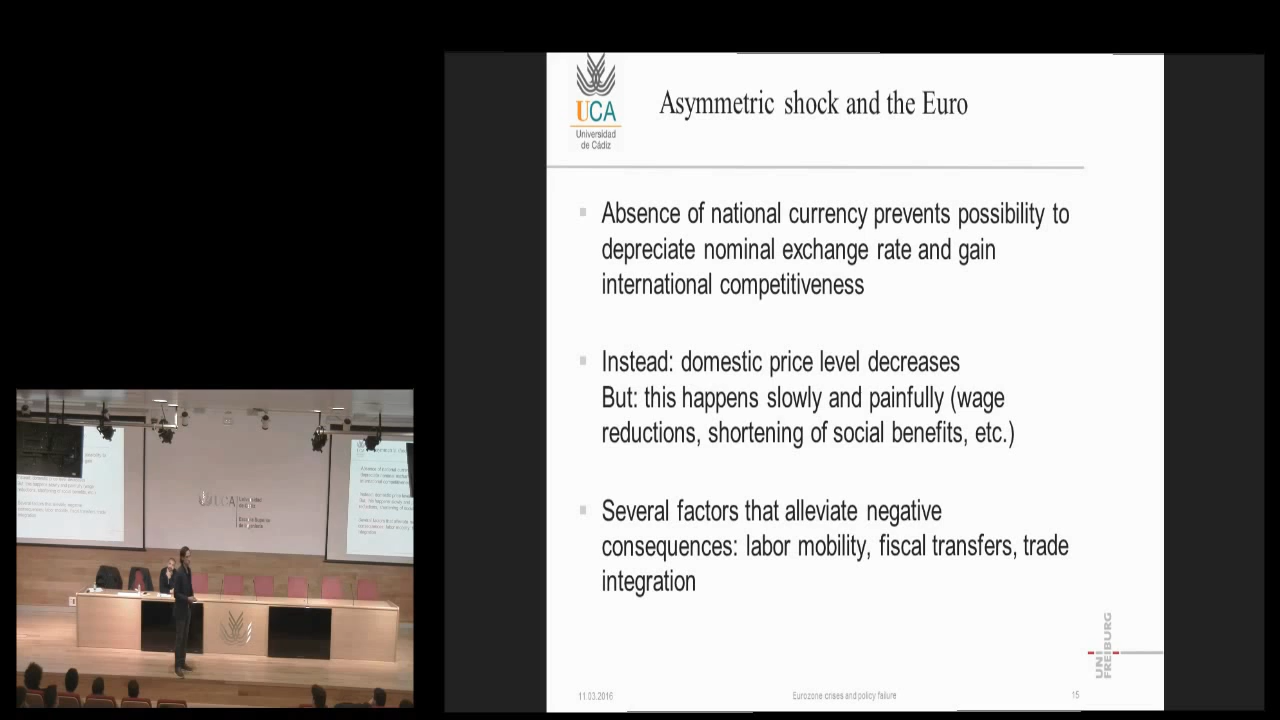 UCA
Universidad
de Cádiz
Asymmetric shock and the Euro
Absence of national currency prevents possibility to
depreciate nominal exchange rate and gain
international competitiveness
Instead: domestic price level decreases
But: this happens slowly and painfully (wage
reductions, shortening of social benefits, etc.)
Several factors that alleviate negative
consequences: labor mobility, fiscal transfers, trade
integration
UNI
FREIBURG
11.03.2016
Eurozone crises and policy failure
15
UCA